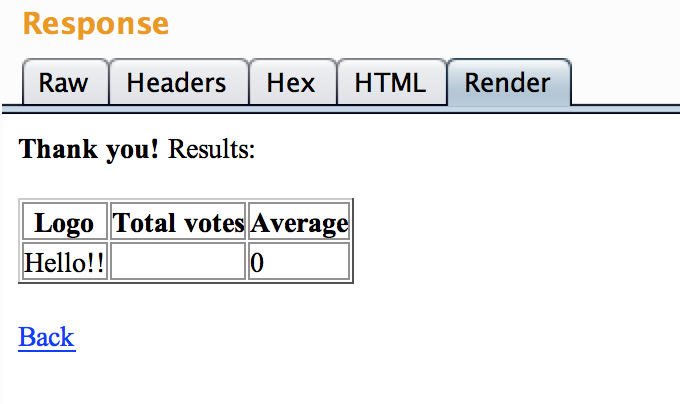 Response
Raw Headers Hex HTML Render
Thank you! Results:
Logo Total votes Average
Hello!! 0
Back